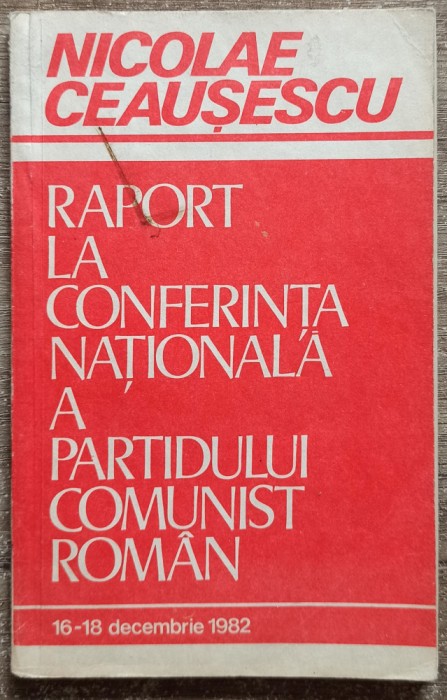 NICOLAE
CEAUȘESCU
RAPORT
LA
CONFERINȚA
NAȚIONALĂ
A
PARTIDULUI
COMUNIST
ROMÂN
16-18 decembrie 1982